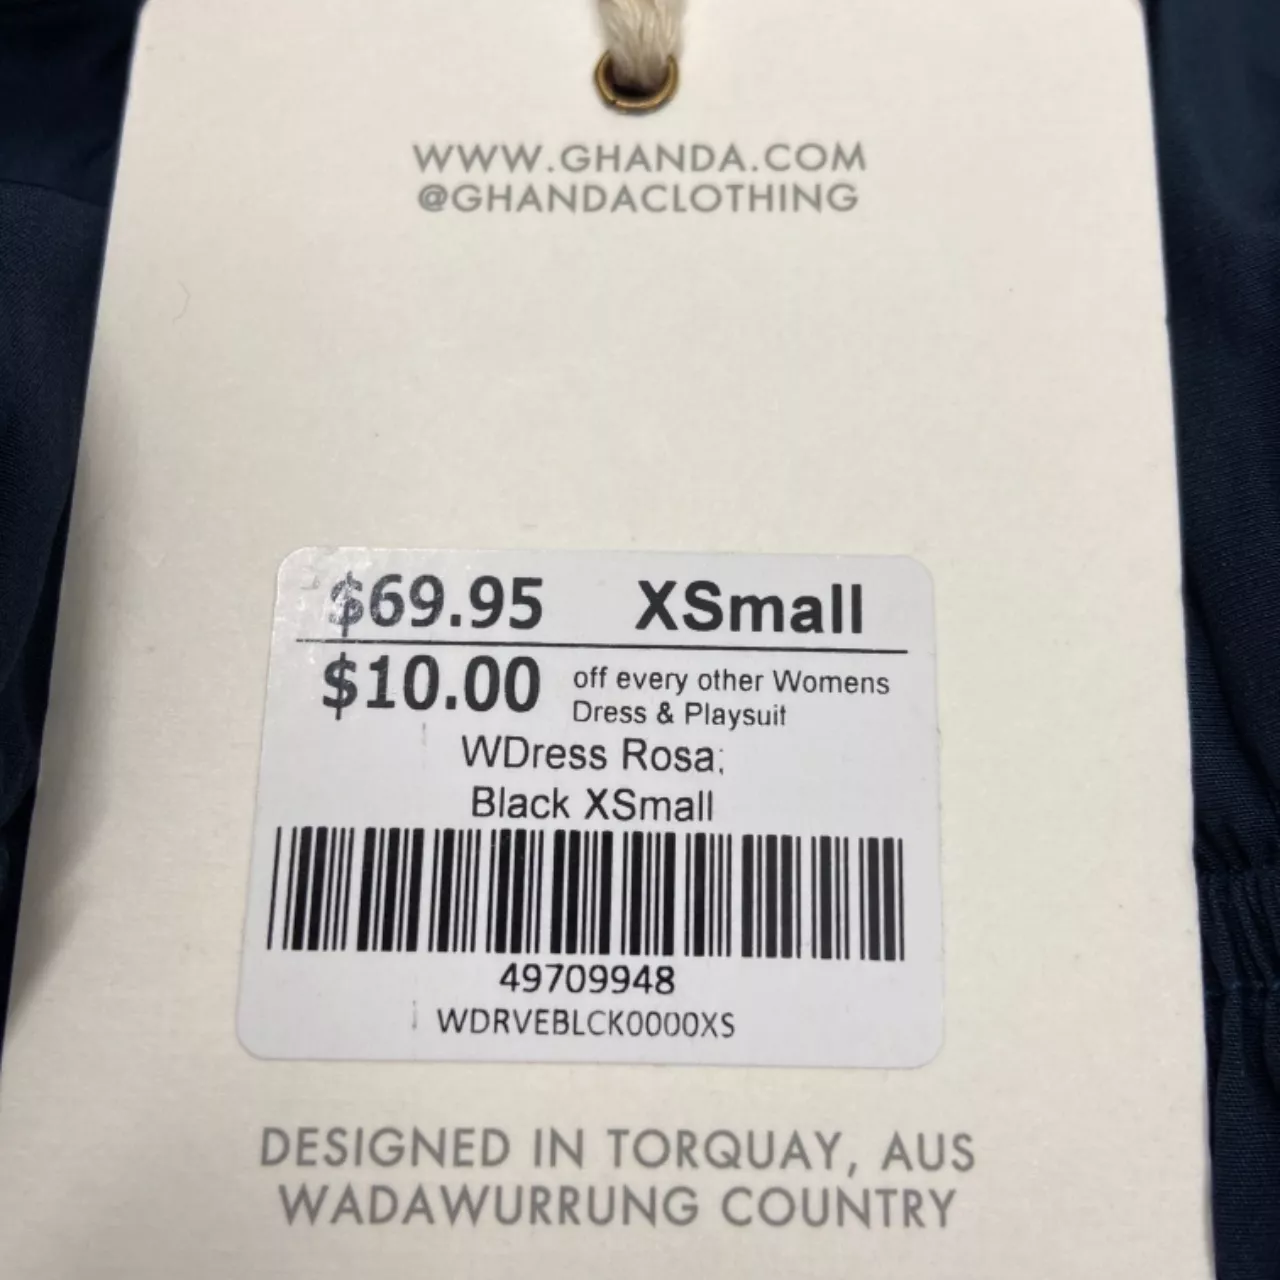 WWW.GHANDA.COM
@GHANDACLOTHING
$69.95 XSmall
$10.00 off every other Womens
Dress & Playsuit
WDress Rosa;
Black XSmall
49709948
WDRVEBLCK0000XS
DESIGNED IN TORQUAY, AUS
WADAWURRUNG COUNTRY